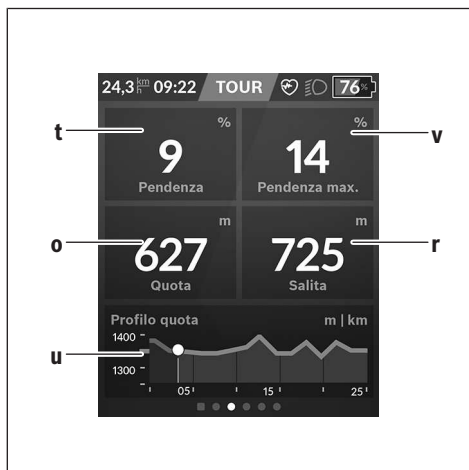 24,3 km/h 09:22 TOUR 76%
t % % v
9 14
Pendenza Pendenza max.
o m m r
627 725
Quota Salita
Profilo quota m | km
1400
u
1300
05 15 25